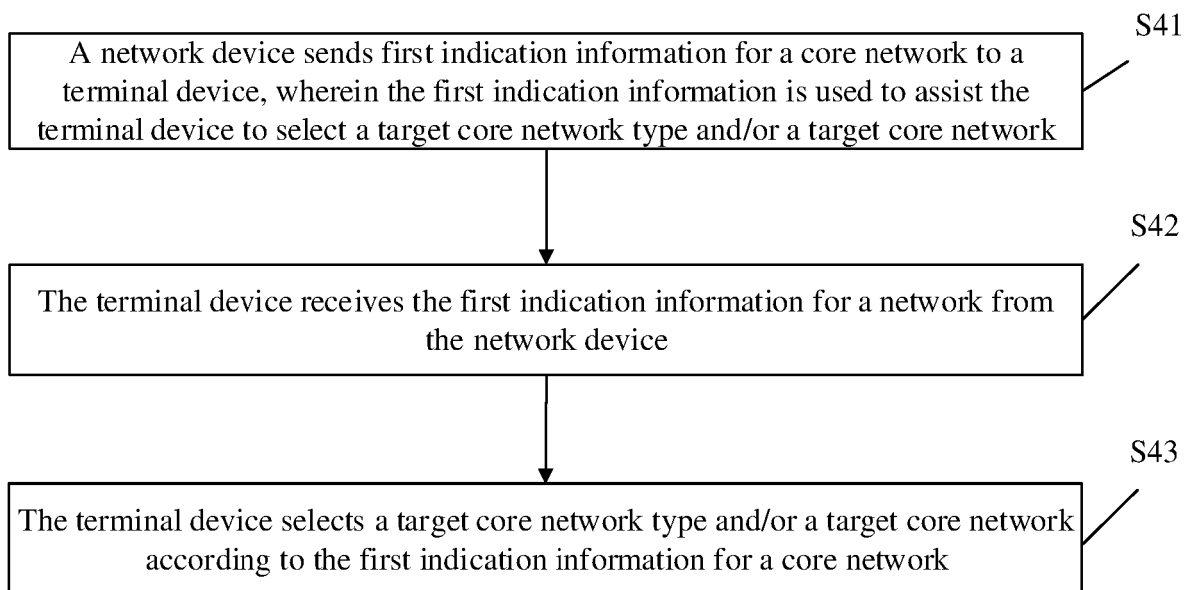 S41
A network device sends first indication information for a core network to a
terminal device, wherein the first indication information is used to assist the
terminal device to select a target core network type and/or a target core network
S42
The terminal device receives the first indication information for a network from
the network device
S43
The terminal device selects a target core network type and/or a target core network
according to the first indication information for a core network